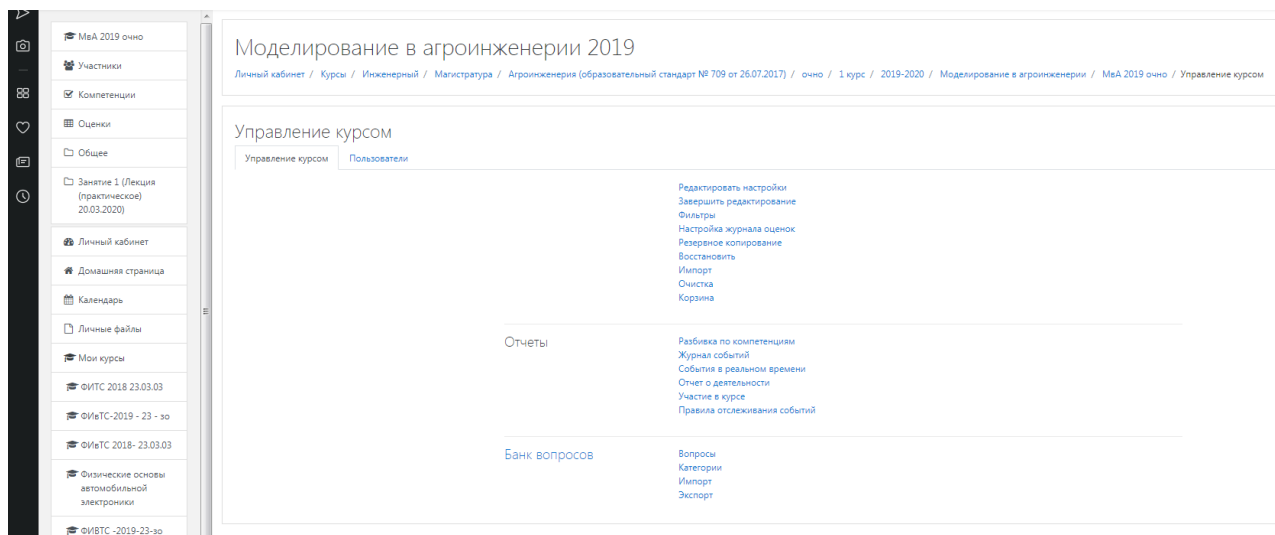 МвА 2019 очно
Участники
Компетенции
Оценки
Общее
Занятие 1 (Лекция
(практическое)
20.03.2020)
Личный кабинет
Домашняя страница
Календарь
Личные файлы
Мои курсы
ФИТС 2018 23.03.03
ФИвТС-2019 - 23 - зо
ФИвТС 2018- 23.03.03
Физические основы
автомобильной
электроники
ФИВТС -2019-23-зо
Моделирование в агроинженерии 2019
Личный кабинет / Курсы / Инженерный / Магистратура / Агроинженерия (образовательный стандарт № 709 от 26.07.2017) / очно / 1 курс / 2019-2020 / Моделирование в агроинженерии / МвА 2019 очно / Управление курсом
Управление курсом
Управление курсом Пользователи
Редактировать настройки
Завершить редактирование
Фильтры
Настройка журнала оценок
Резервное копирование
Восстановить
Импорт
Очистка
Корзина
Отчеты
Разбивка по компетенциям
Журнал событий
События в реальном времени
Отчет о деятельности
Участие в курсе
Правила отслеживания событий
Банк вопросов
Вопросы
Категории
Импорт
Экспорт